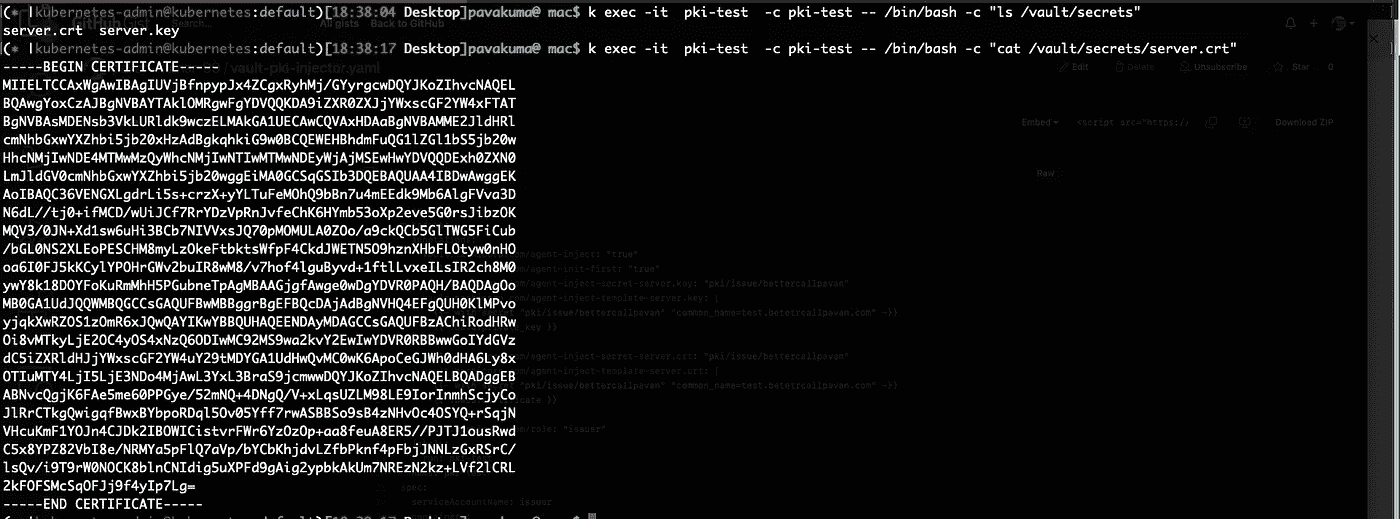 (* |kubernetes-admin@kubernetes:default)[18:38:04 Desktop]pavakuma@ mac$ k exec -it  pki-test  -c pki-test -- /bin/bash -c "ls /vault/secrets"
server.crt  server.key
(* |kubernetes-admin@kubernetes:default)[18:38:17 Desktop]pavakuma@ mac$ k exec -it  pki-test  -c pki-test -- /bin/bash -c "cat /vault/secrets/server.crt"
-----BEGIN CERTIFICATE-----
MIIELTCCAxWgAwIBAgIUVjBfnpypJx4ZCgxRyhMj/GYyrgcwDQYJKoZIhvcNAQEL
BQAwgYoxCzAJBgNVBAYTAklOMRgwFgYDVQQKDA9iZXR0ZXJjYWxscGF2YW4xFTAT
BgNVBAsMDENsb3VkLURldk9wczELMAkGA1UECAwCQVAxHDAaBgNVBAMME2JldHRl
cmNhbGxwYXZhbi5jb20xHzAdBgkqhkiG9w0BCQEWEHBhdmFuQG1lZGl1bS5jb20w
HhcNMjIwNDE4MTMwMzQyWhcNMjIwNTIwMTMwNDEyWjAjMSEwHwYDVQQDExh0ZXN0
LmJldGV0cmNhbGxwYXZhbi5jb20wggEiMA0GCSqGSIb3DQEBAQUAA4IBDwAwggEK
AoIBAQC36VENGXLgdrLi5s+crzX+yYLTuFeMOhQ9bBn7u4mEEdk9Mb6AlgFVva3D
N6dL//tj0+ifMCD/wUiJCf7RrYDzVpRnJvfeChK6HYmb53oXp2eve5G0rsJibzOK
MQV3/0JN+Xd1sw6uHi3BCb7NIVVxsJQ70pMOMULA0ZOo/a9ckQCb5GlTWG5FiCub
/bGL0NS2XLEoPESCHM8myLzOkeFtbktsWfpF4CkdJWETN5O9hznXHbFLOtyw0nHO
oa6I0FJ5kKCylYPOHrGWv2buIR8wM8/v7hof4lguByvd+1ftlLvxeILsIR2ch8M0
ywY8k18DOYFoKuRmMhH5PGubneTpAgMBAAGjgfAwge0wDgYDVR0PAQH/BAQDAgOo
MB0GA1UdJQQWMBQGCCsGAQUFBwMBBggrBgEFBQcDAjAdBgNVHQ4EFgQUH0KlMPvo
yjqkXwRZOS1zOmR6xJQwQAYIKwYBBQUHAQEENDAyMDAGCCsGAQUFBzAChiRodHRw
Oi8vMTkyLjE2OC4yOS4xNzQ6ODIwMC92MS9wa2kvY2EwIwYDVR0RBBwwGoIYdGVz
dC5iZXRldHJjYWxscGF2YW4uY29tMDYGA1UdHwQvMC0wK6ApoCeGJWh0dHA6Ly8x
OTIuMTY4LjI5LjE3NDo4MjAwL3YxL3BraS9jcmwwDQYJKoZIhvcNAQELBQADggEB
ABNvcQgjK6FAe5me60PPGye/52mNQ+4DNgQ/V+xLqsUZLM98LE9IorInmhScjyCo
JlRrCTkgQwigqfBwxBYbpoRDql5Ov05Yff7rwASBBSo9sB4zNHvOc4OSYQ+rSqjN
VHcuKmF1YOJn4CJDk2IBOWICistvrFWr6YzOzOp+aa8feuA8ER5//PJTJ1ousRwd
C5x8YPZ82VbI8e/NRMYa5pFlQ7aVp/bYCbKhjdvLZfbPknf4pFbjJNNLzGxRSrC/
lsQv/i9T9rW0NOCK8blnCNIdig5uXPFd9gAig2ypbkAkUm7NREzN2kz+LVf2lCRL
2kFOFSMcSqOFJj9f4yIp7Lg=
-----END CERTIFICATE-----